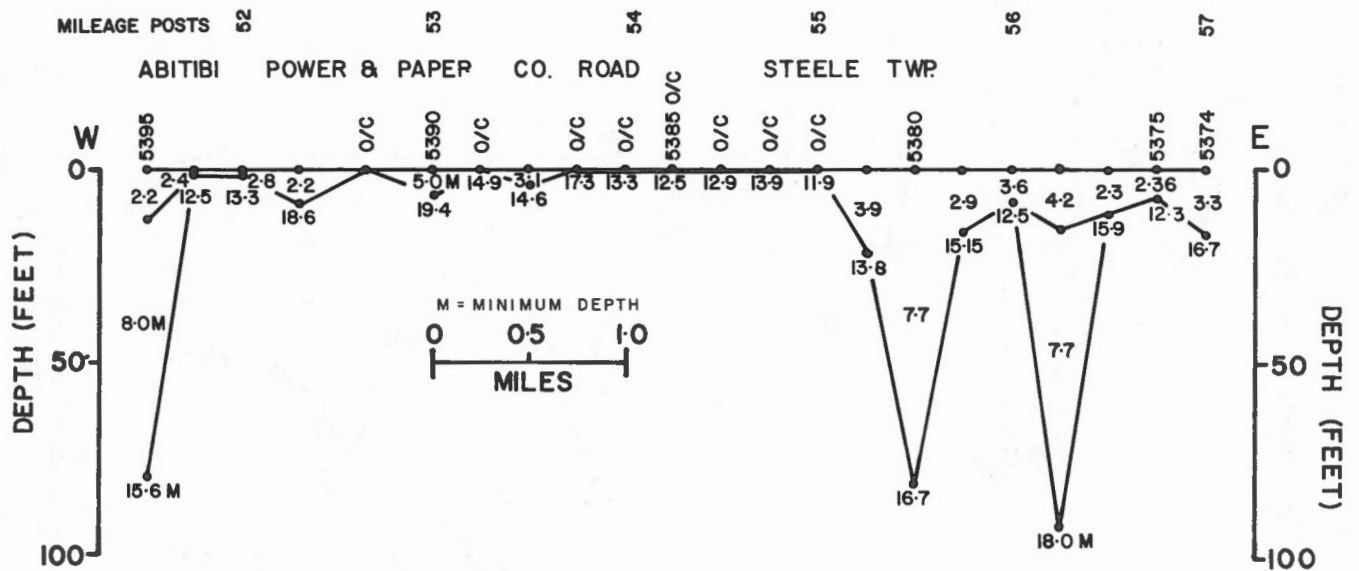 MILEAGE POSTS 52 53 54 55 56 57
ABITIBI POWER & PAPER CO. ROAD STEELE TWP.
W 5395 O/C 5390 O/C O/C O/C 5385 O/C O/C O/C O/C 5380 5375 5374 E
0 0
2·4 2·8 2·2 5·0 M 14·9 3·1 17·3 13·3 12·5 12·9 13·9 11·9 3·6 2·3 2·36
2·2 12·5 13·3 18·6 19·4 14·6 3·9 2·9 12·5 4·2 15·9 12·3 3·3
13·8 15·15 16·7
8·0M M = MINIMUM DEPTH 7·7 7·7
0 0·5 1·0
50 50
MILES
15·6 M 16·7 18·0 M
100 100
DEPTH (FEET)
DEPTH (FEET)